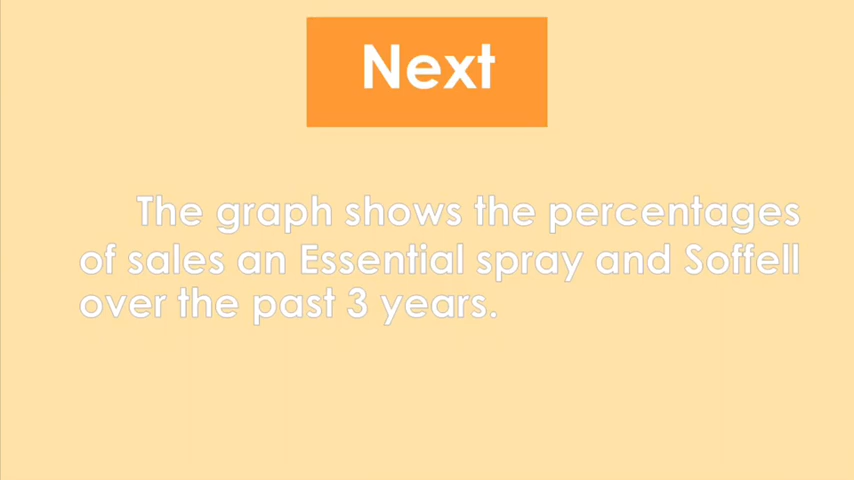 Next
The graph shows the percentages
of sales an Essential spray and Soffell
over the past 3 years.